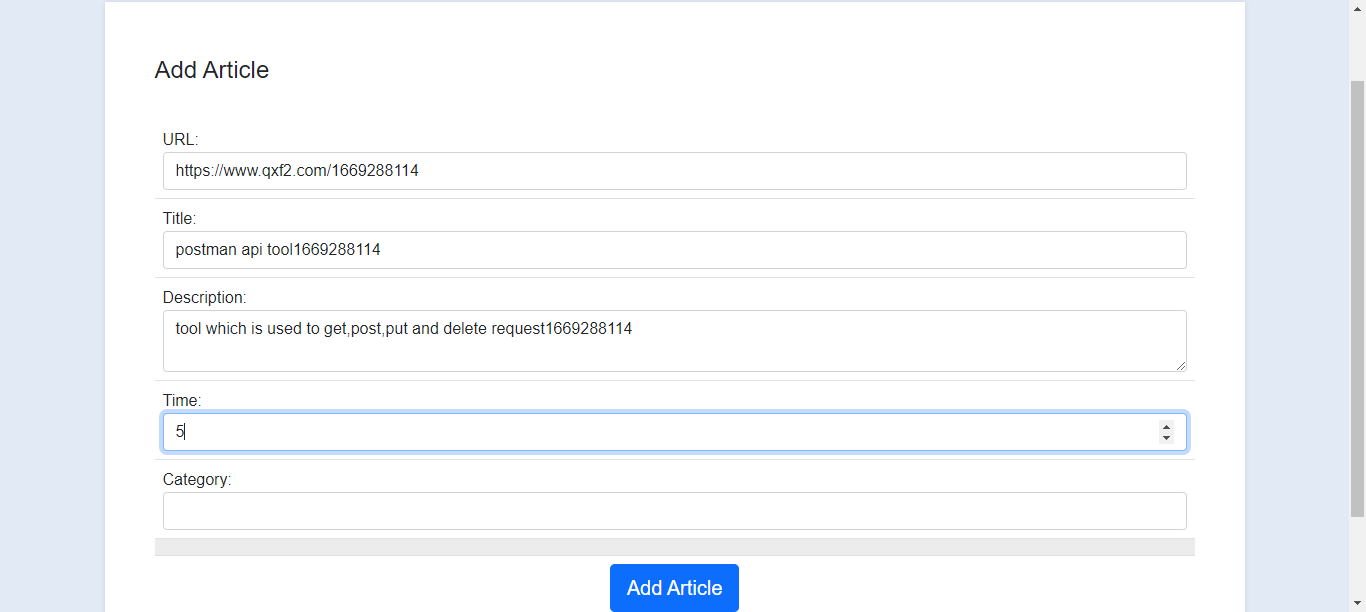 Add Article
URL:
https://www.qxf2.com/1669288114
Title:
postman api tool1669288114
Description:
tool which is used to get,post,put and delete request1669288114
Time:
5
Category:
Add Article